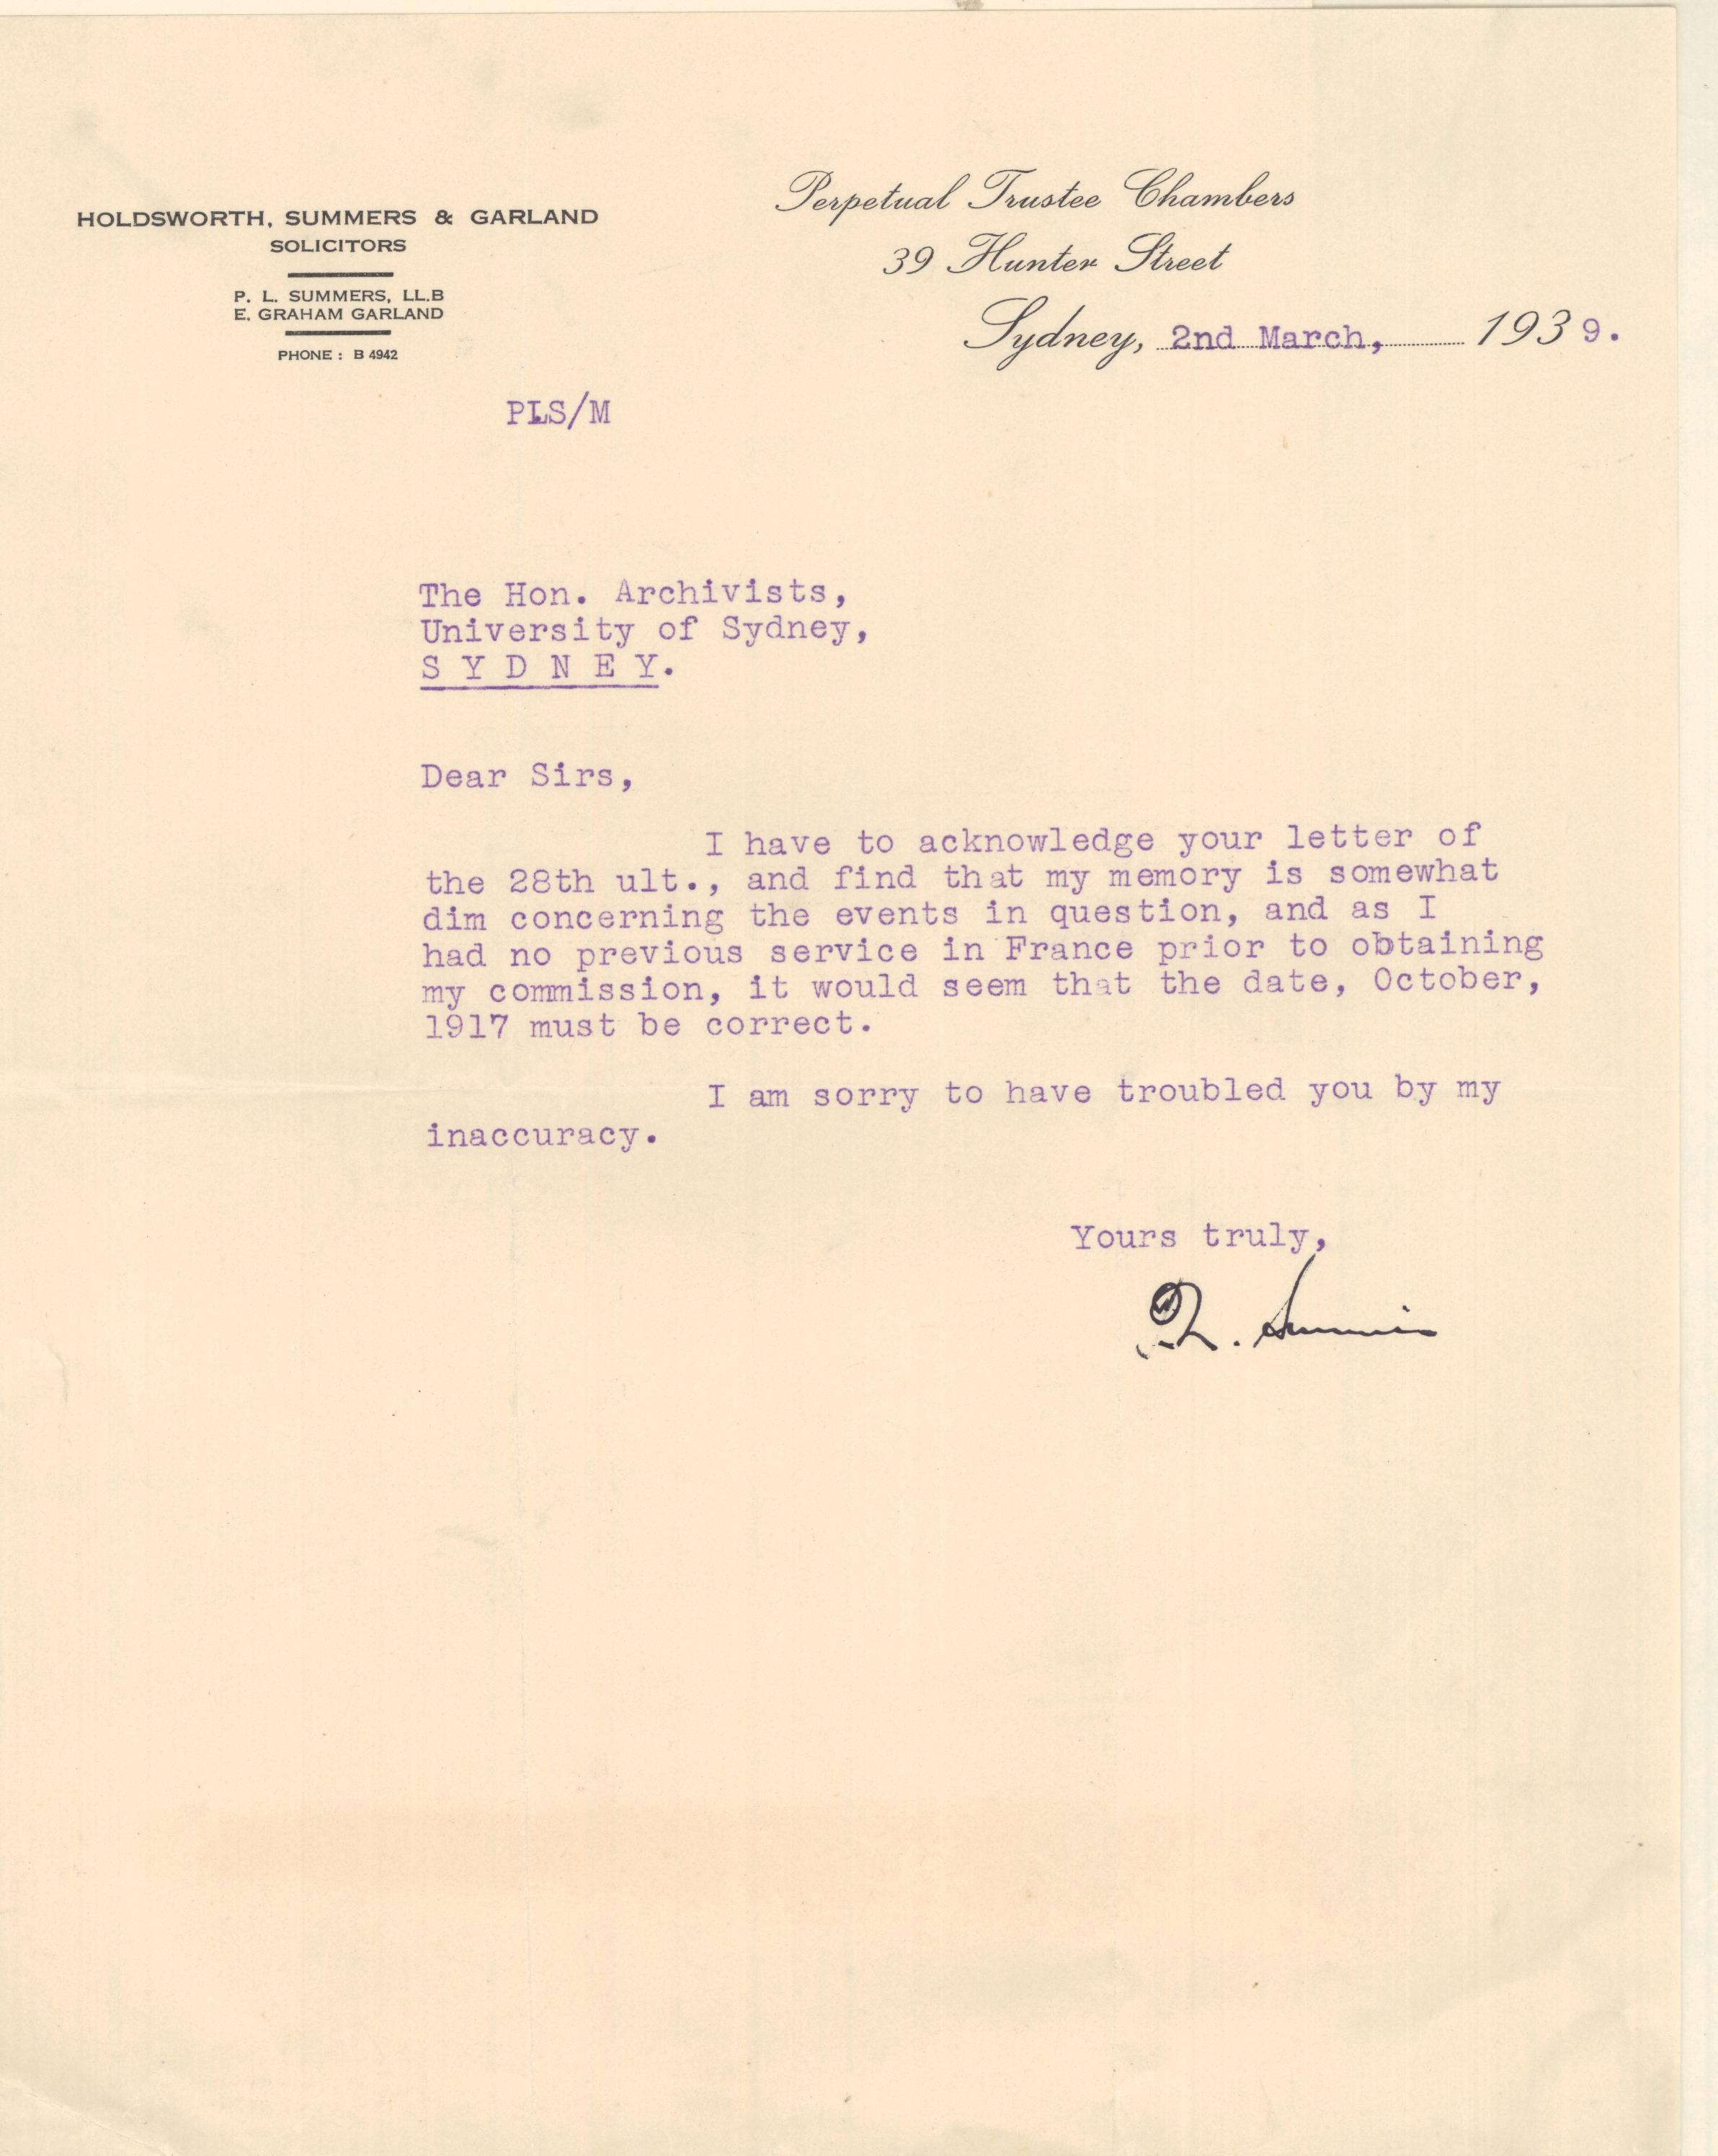 HOLDSWORTH, SUMMERS & GARLAND
SOLICITORS
P. L. SUMMERS, LL.B
E. GRAHAM GARLAND
PHONE : B 4942
Perpetual Trustee Chambers
39 Hunter Street
Sydney, 2nd March, 1939.
PLS/M
The Hon. Archivists,
University of Sydney,
S Y D N E Y.
Dear Sirs,
I have to acknowledge your letter of
the 28th ult., and find that my memory is somewhat
dim concerning the events in question, and as I
had no previous service in France prior to obtaining
my commission, it would seem that the date, October,
1917 must be correct.
I am sorry to have troubled you by my
inaccuracy.
Yours truly,